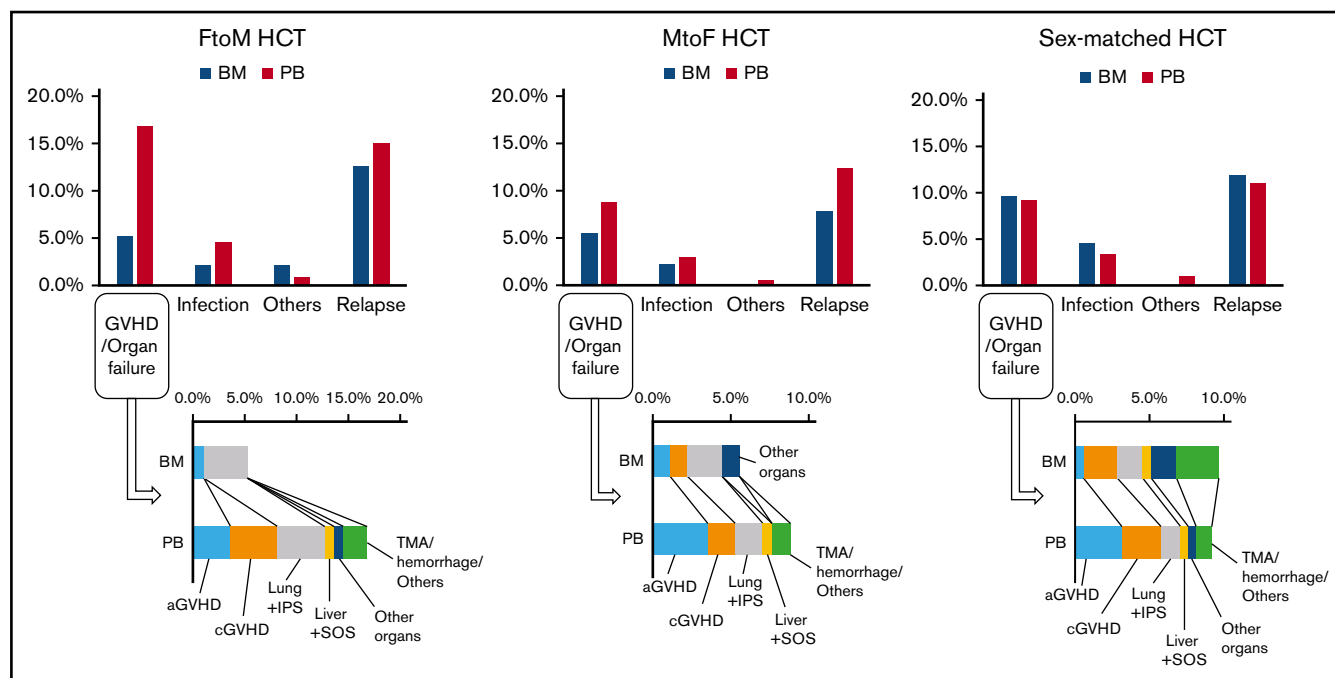 FtoM HCT
BM PB
20.0%
15.0%
10.0%
5.0%
0.0%
Infection Others Relapse
GVHD
/Organ
failure
0.0% 5.0% 10.0% 15.0% 20.0%
BM
PB
aGVHD
cGVHD
Lung
+IPS
Liver
+SOS
Other
organs
TMA/
hemorrhage/
Others
MtoF HCT
BM PB
20.0%
15.0%
10.0%
5.0%
0.0%
Infection Others Relapse
GVHD
/Organ
failure
0.0% 5.0% 10.0%
BM
Other
organs
PB
aGVHD
cGVHD
Lung
+IPS
Liver
+SOS
TMA/
hemorrhage/
Others
Sex-matched HCT
BM PB
20.0%
15.0%
10.0%
5.0%
0.0%
Infection Others Relapse
GVHD
/Organ
failure
0.0% 5.0% 10.0%
BM
PB
aGVHD
cGVHD
Lung
+IPS
Liver
+SOS
Other
organs
TMA/
hemorrhage/
Others